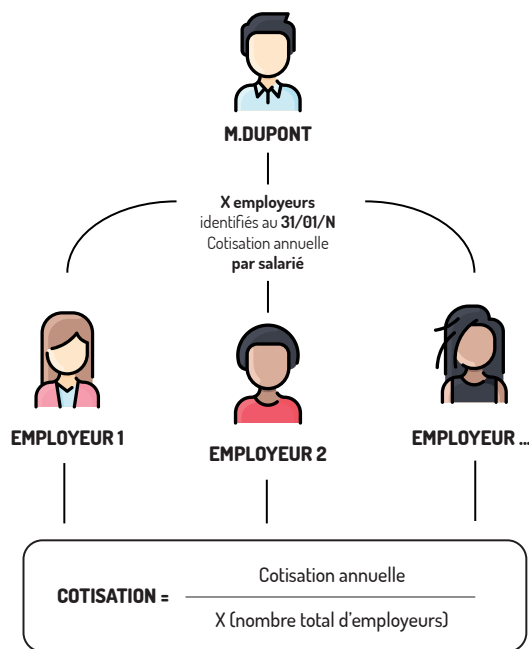 M.DUPONT
X employeurs
identifiés au 31/01/N
Cotisation annuelle
par salarié
EMPLOYEUR 1
EMPLOYEUR 2
EMPLOYEUR ...
COTISATION =
Cotisation annuelle
X (nombre total d'employeurs)